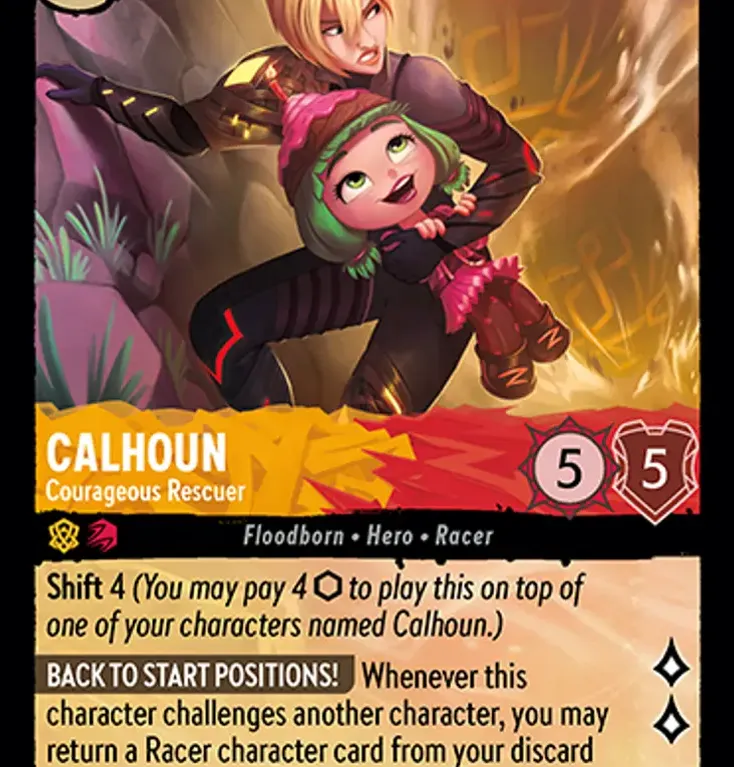 CALHOUN
Courageous Rescuer
5 5
Floodborn • Hero • Racer
Shift 4 (You may pay 4 ⬡ to play this on top of
one of your characters named Calhoun.)
BACK TO START POSITIONS! Whenever this
character challenges another character, you may
return a Racer character card from your discard